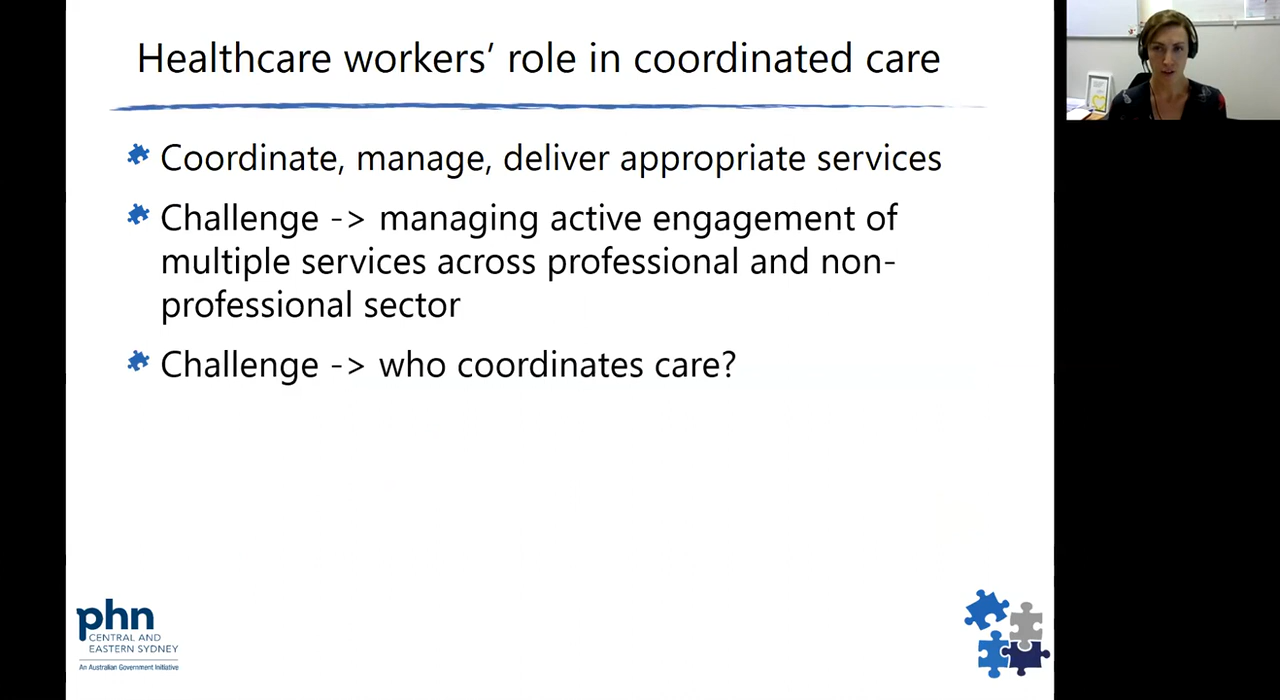 Healthcare workers’ role in coordinated care
Coordinate, manage, deliver appropriate services
Challenge -> managing active engagement of
multiple services across professional and non-
professional sector
Challenge -> who coordinates care?
phn
CENTRAL AND
EASTERN SYDNEY
An Australian Government Initiative